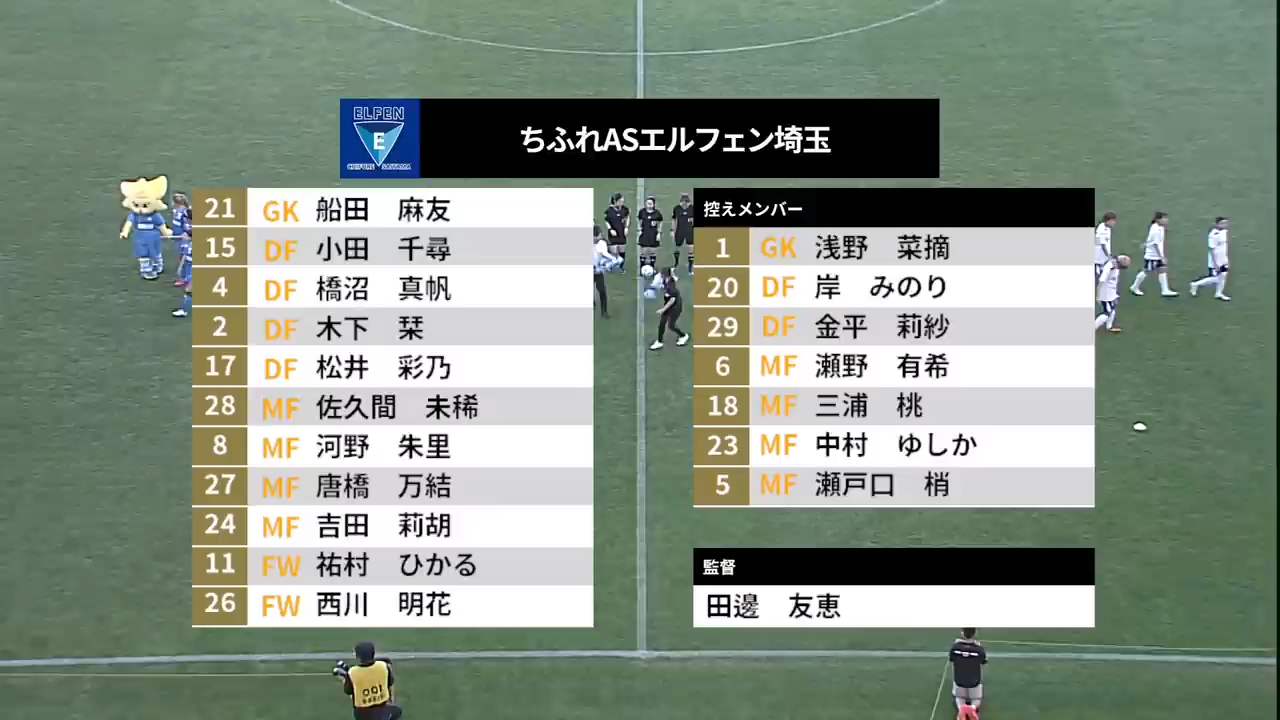 ELFEN
E
CHIFURE SAITAMA
ちふれASエルフェン埼玉
21 GK 船田 麻友
15 DF 小田 千尋
4 DF 橋沼 真帆
2 DF 木下 栞
17 DF 松井 彩乃
28 MF 佐久間 未稀
8 MF 河野 朱里
27 MF 唐橋 万結
24 MF 吉田 莉胡
11 FW 祐村 ひかる
26 FW 西川 明花
控えメンバー
1 GK 浅野 菜摘
20 DF 岸 みのり
29 DF 金平 莉紗
6 MF 瀬野 有希
18 MF 三浦 桃
23 MF 中村 ゆしか
5 MF 瀬戸口 梢
監督
田邊 友恵